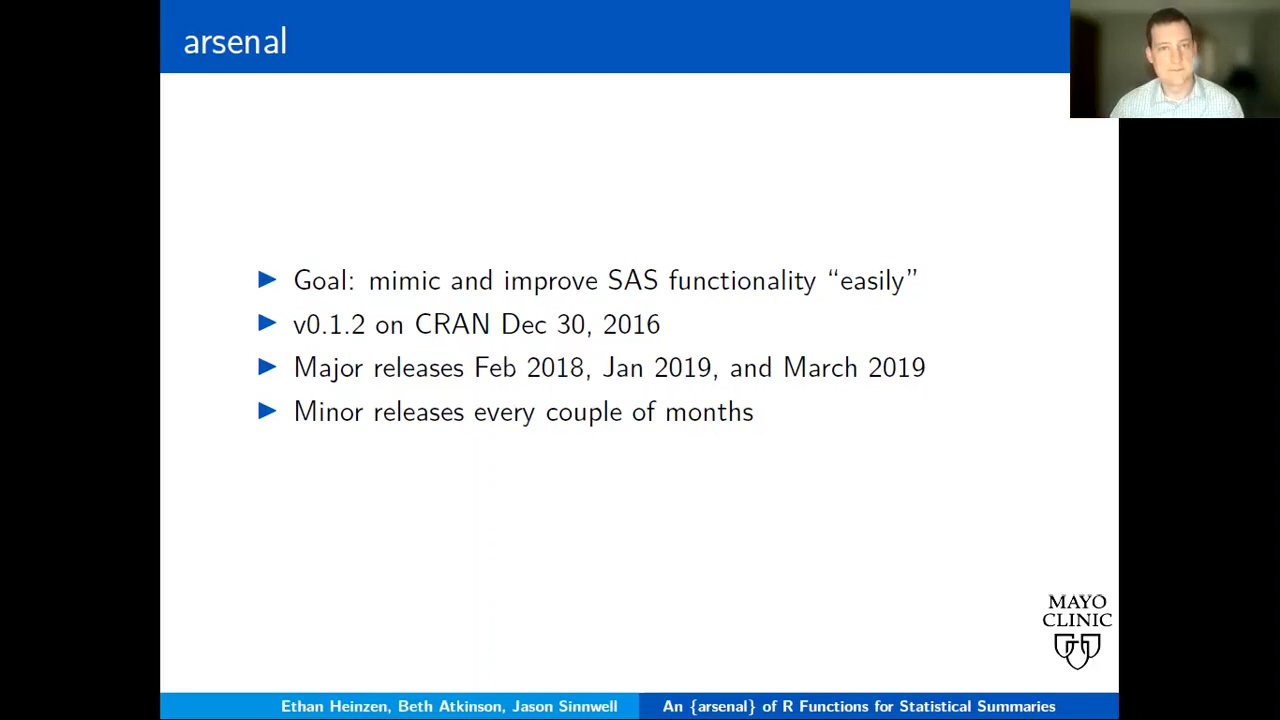 arsenal
Goal: mimic and improve SAS functionality “easily”
v0.1.2 on CRAN Dec 30, 2016
Major releases Feb 2018, Jan 2019, and March 2019
Minor releases every couple of months
MAYO
CLINIC
Ethan Heinzen, Beth Atkinson, Jason Sinnwell
An {arsenal} of R Functions for Statistical Summaries